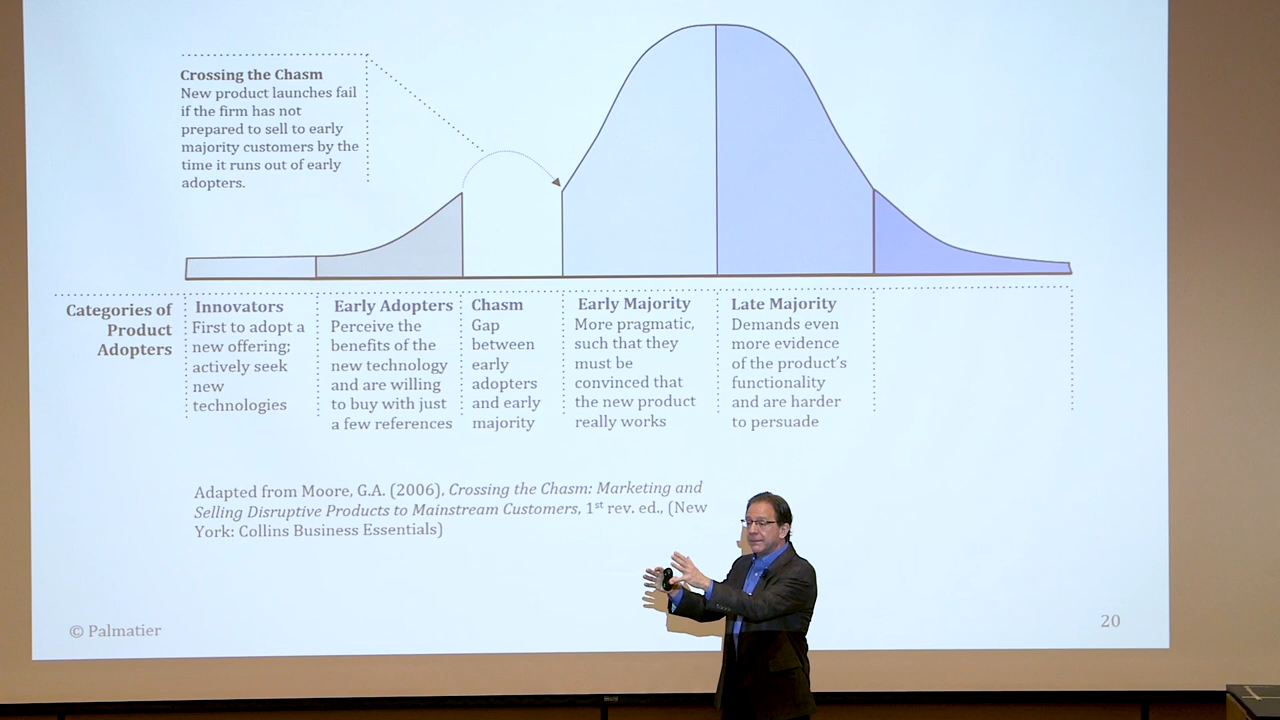 Crossing the Chasm
New product launches fail
if the firm has not
prepared to sell to early
majority customers by the
time it runs out of early
adopters.
Categories of
Product
Adopters
Innovators
First to adopt a
new offering;
actively seek
new
technologies
Early Adopters
Perceive the
benefits of the
new technology
and are willing
to buy with just
a few references
Chasm
Gap
between
early
adopters
and early
majority
Early Majority
More pragmatic,
such that they
must be
convinced that
the new product
really works
Late Majority
Demands even
more evidence
of the product's
functionality
and are harder
to persuade
Adapted from Moore, G.A. (2006), Crossing the Chasm: Marketing and
Selling Disruptive Products to Mainstream Customers, 1st rev. ed., (New
York: Collins Business Essentials)
© Palmatier
20